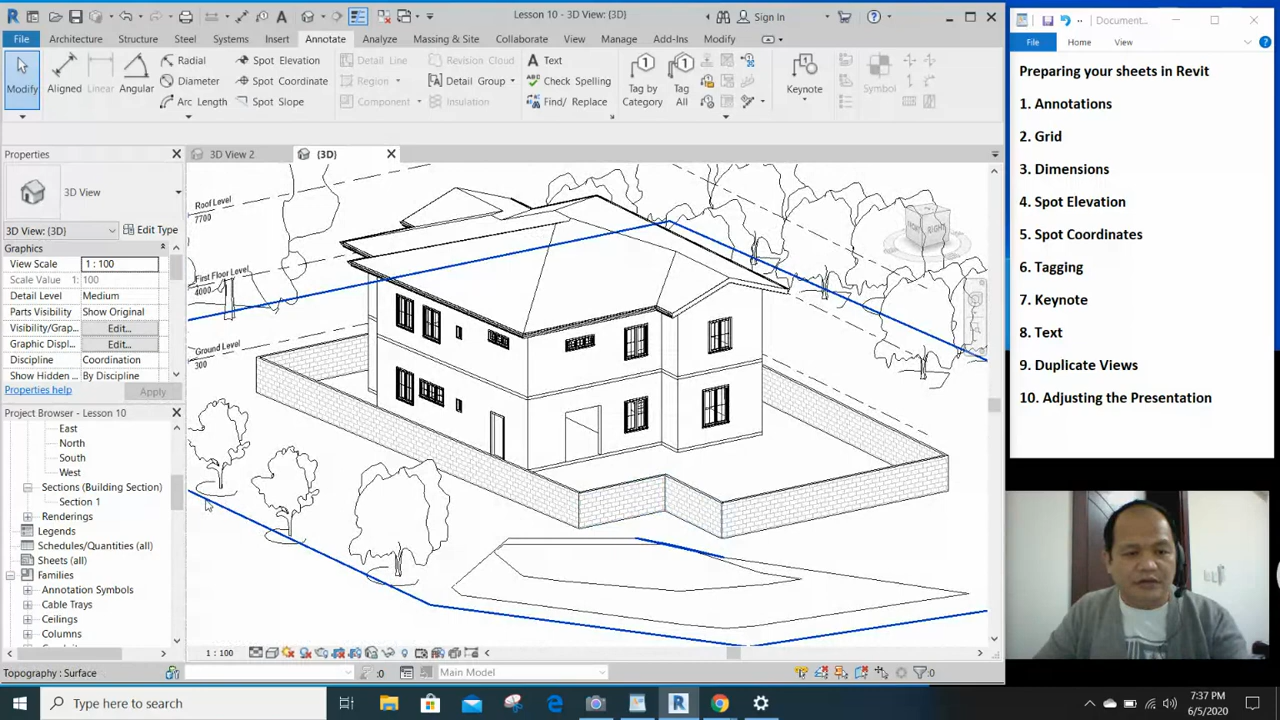 Lesson 10 - 3D View: {3D}
Sign In
Document...
File
Architecture
Structure
Steel
Systems
Insert
Annotate
Analyze
Massing & Site
Collaborate
View
Manage
Add-Ins
Modify
File
Home
View
Modify
Aligned
Linear
Angular
Radial
Diameter
Arc Length
Spot Elevation
Spot Coordinate
Spot Slope
Text
Check Spelling
Find/ Replace
Detail Line
Region
Component
Revision Cloud
Detail Group
Insulation
Tag by
Category
Tag
All
Keynote
Symbol
Preparing your sheets in Revit
1. Annotations
2. Grid
3. Dimensions
4. Spot Elevation
5. Spot Coordinates
6. Tagging
7. Keynote
8. Text
9. Duplicate Views
10. Adjusting the Presentation
Properties
3D View 2
{3D}
3D View
3D View: {3D}
Edit Type
Graphics
View Scale
1 : 100
Scale Value 1:
100
Detail Level
Medium
Parts Visibility
Show Original
Visibility/Grap...
Edit...
Graphic Displ...
Edit...
Discipline
Coordination
Show Hidden ...
By Discipline
Properties help
Apply
Roof Level
7700
First Floor Level
4000
Ground Level
300
RIGHT
Project Browser - Lesson 10
East
North
South
West
Sections (Building Section)
Section 1
Renderings
Legends
Schedules/Quantities (all)
Sheets (all)
Families
Annotation Symbols
Cable Trays
Ceilings
Columns
1 : 100
Topography : Surface
:0
Main Model
:0
Type here to search
7:37 PM
6/5/2020